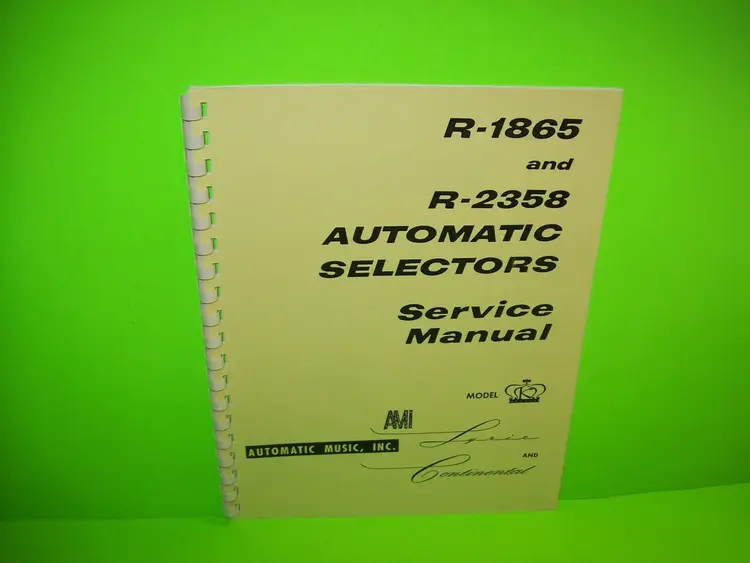 R-1865
and
R-2358
AUTOMATIC
SELECTORS
Service
Manual
MODEL K
AMi
Lyric
AUTOMATIC MUSIC, INC.
AND
Continental